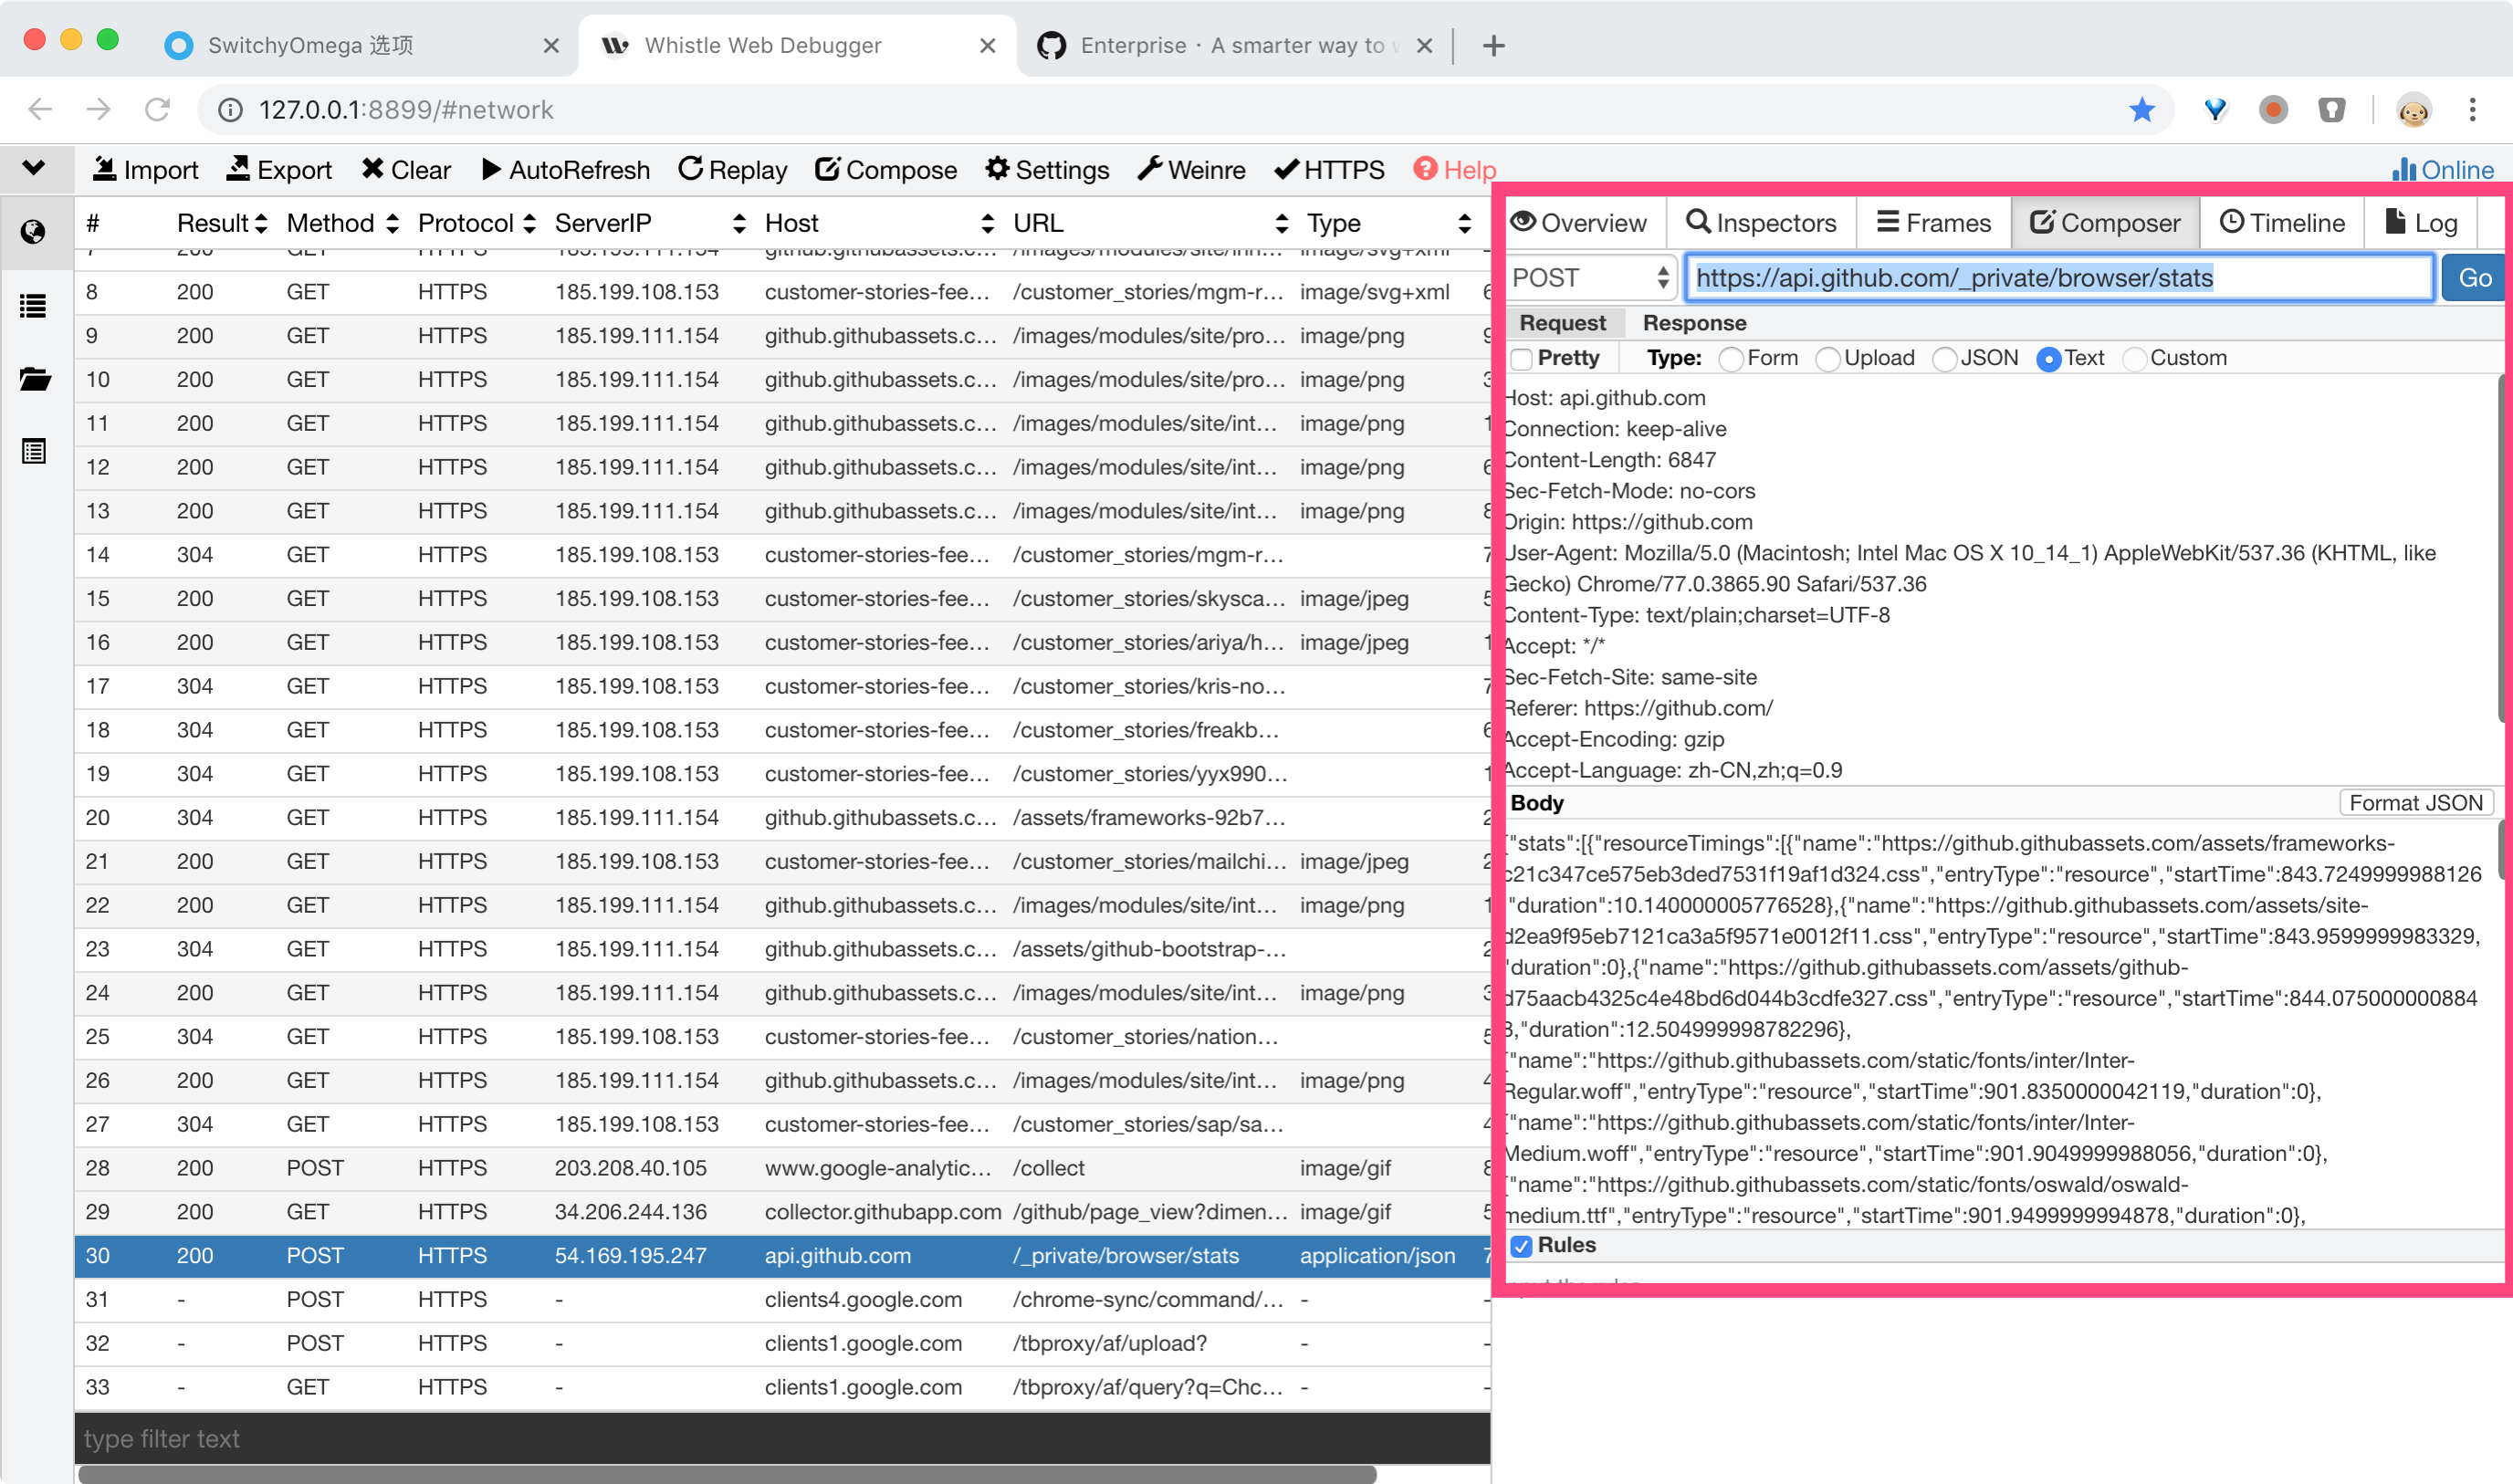 SwitchyOmega 选项
Whistle Web Debugger
Enterprise · A smarter way to
127.0.0.1:8899/#network
Import Export Clear AutoRefresh Replay Compose Settings Weinre HTTPS Help Online
# Result Method Protocol ServerIP Host URL Type
8 200 GET HTTPS 185.199.108.153 customer-stories-fee... /customer_stories/mgm-r... image/svg+xml
9 200 GET HTTPS 185.199.111.154 github.githubassets.c... /images/modules/site/pro... image/png
10 200 GET HTTPS 185.199.111.154 github.githubassets.c... /images/modules/site/pro... image/png
11 200 GET HTTPS 185.199.111.154 github.githubassets.c... /images/modules/site/int... image/png
12 200 GET HTTPS 185.199.111.154 github.githubassets.c... /images/modules/site/int... image/png
13 200 GET HTTPS 185.199.111.154 github.githubassets.c... /images/modules/site/int... image/png
14 304 GET HTTPS 185.199.108.153 customer-stories-fee... /customer_stories/mgm-r...
15 200 GET HTTPS 185.199.108.153 customer-stories-fee... /customer_stories/skysca... image/jpeg
16 200 GET HTTPS 185.199.108.153 customer-stories-fee... /customer_stories/ariya/h... image/jpeg
17 304 GET HTTPS 185.199.108.153 customer-stories-fee... /customer_stories/kris-no...
18 304 GET HTTPS 185.199.108.153 customer-stories-fee... /customer_stories/freakb...
19 304 GET HTTPS 185.199.108.153 customer-stories-fee... /customer_stories/yyx990...
20 304 GET HTTPS 185.199.111.154 github.githubassets.c... /assets/frameworks-92b7...
21 200 GET HTTPS 185.199.108.153 customer-stories-fee... /customer_stories/mailchi... image/jpeg
22 200 GET HTTPS 185.199.111.154 github.githubassets.c... /images/modules/site/int... image/png
23 304 GET HTTPS 185.199.111.154 github.githubassets.c... /assets/github-bootstrap-...
24 200 GET HTTPS 185.199.111.154 github.githubassets.c... /images/modules/site/int... image/png
25 304 GET HTTPS 185.199.108.153 customer-stories-fee... /customer_stories/nation...
26 200 GET HTTPS 185.199.111.154 github.githubassets.c... /images/modules/site/int... image/png
27 304 GET HTTPS 185.199.108.153 customer-stories-fee... /customer_stories/sap/sa...
28 200 POST HTTPS 203.208.40.105 www.google-analytic... /collect image/gif
29 200 GET HTTPS 34.206.244.136 collector.githubapp.com /github/page_view?dimen... image/gif
30 200 POST HTTPS 54.169.195.247 api.github.com /_private/browser/stats application/json
31 - POST HTTPS - clients4.google.com /chrome-sync/command/... - -
32 - POST HTTPS - clients1.google.com /tbproxy/af/upload? - -
33 - GET HTTPS - clients1.google.com /tbproxy/af/query?q=Chc... - -
type filter text
Overview Inspectors Frames Composer Timeline Log
POST https://api.github.com/_private/browser/stats Go
Request Response
Pretty Type: Form Upload JSON Text Custom
Host: api.github.com
Connection: keep-alive
Content-Length: 6847
Sec-Fetch-Mode: no-cors
Origin: https://github.com
User-Agent: Mozilla/5.0 (Macintosh; Intel Mac OS X 10_14_1) AppleWebKit/537.36 (KHTML, like
Gecko) Chrome/77.0.3865.90 Safari/537.36
Content-Type: text/plain;charset=UTF-8
Accept: */*
Sec-Fetch-Site: same-site
Referer: https://github.com/
Accept-Encoding: gzip
Accept-Language: zh-CN,zh;q=0.9
Body Format JSON
{"stats":[{"resourceTimings":[{"name":"https://github.githubassets.com/assets/frameworks-
c21c347ce575eb3ded7531f19af1d324.css","entryType":"resource","startTime":843.7249999988126
"duration":10.140000005776528},{"name":"https://github.githubassets.com/assets/site-
d2ea9f95eb7121ca3a5f9571e0012f11.css","entryType":"resource","startTime":843.9599999983329,
"duration":0},{"name":"https://github.githubassets.com/assets/github-
d75aacb4325c4e48bd6d044b3cdfe327.css","entryType":"resource","startTime":844.075000000884
3,"duration":12.504999998782296},
{"name":"https://github.githubassets.com/static/fonts/inter/Inter-
Regular.woff","entryType":"resource","startTime":901.8350000042119,"duration":0},
{"name":"https://github.githubassets.com/static/fonts/inter/Inter-
Medium.woff","entryType":"resource","startTime":901.9049999988056,"duration":0},
{"name":"https://github.githubassets.com/static/fonts/oswald/oswald-
medium.ttf","entryType":"resource","startTime":901.9499999994878,"duration":0},
Rules